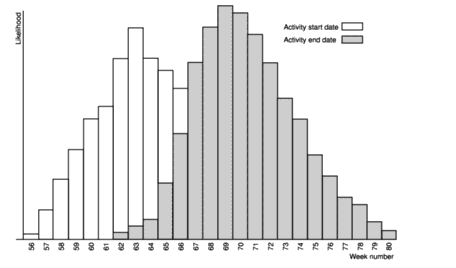 Likelihood
Activity start date
Activity end date
56 57 58 59 60 61 62 63 64 65 66 67 68 69 70 71 72 73 74 75 76 77 78 79 80
Week number